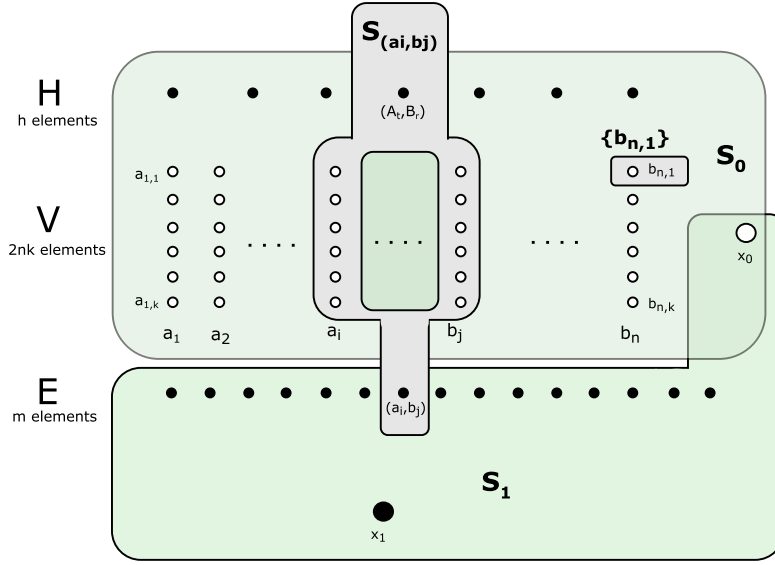 S(ai,bj)
H
h elements
(At,Br)
{bn,1}
S0
a1,1
bn,1
V
2nk elements
. . . .
. . . .
. . . .
x0
a1,k
bn,k
a1
a2
ai
bj
bn
E
m elements
(ai,bj)
S1
x1